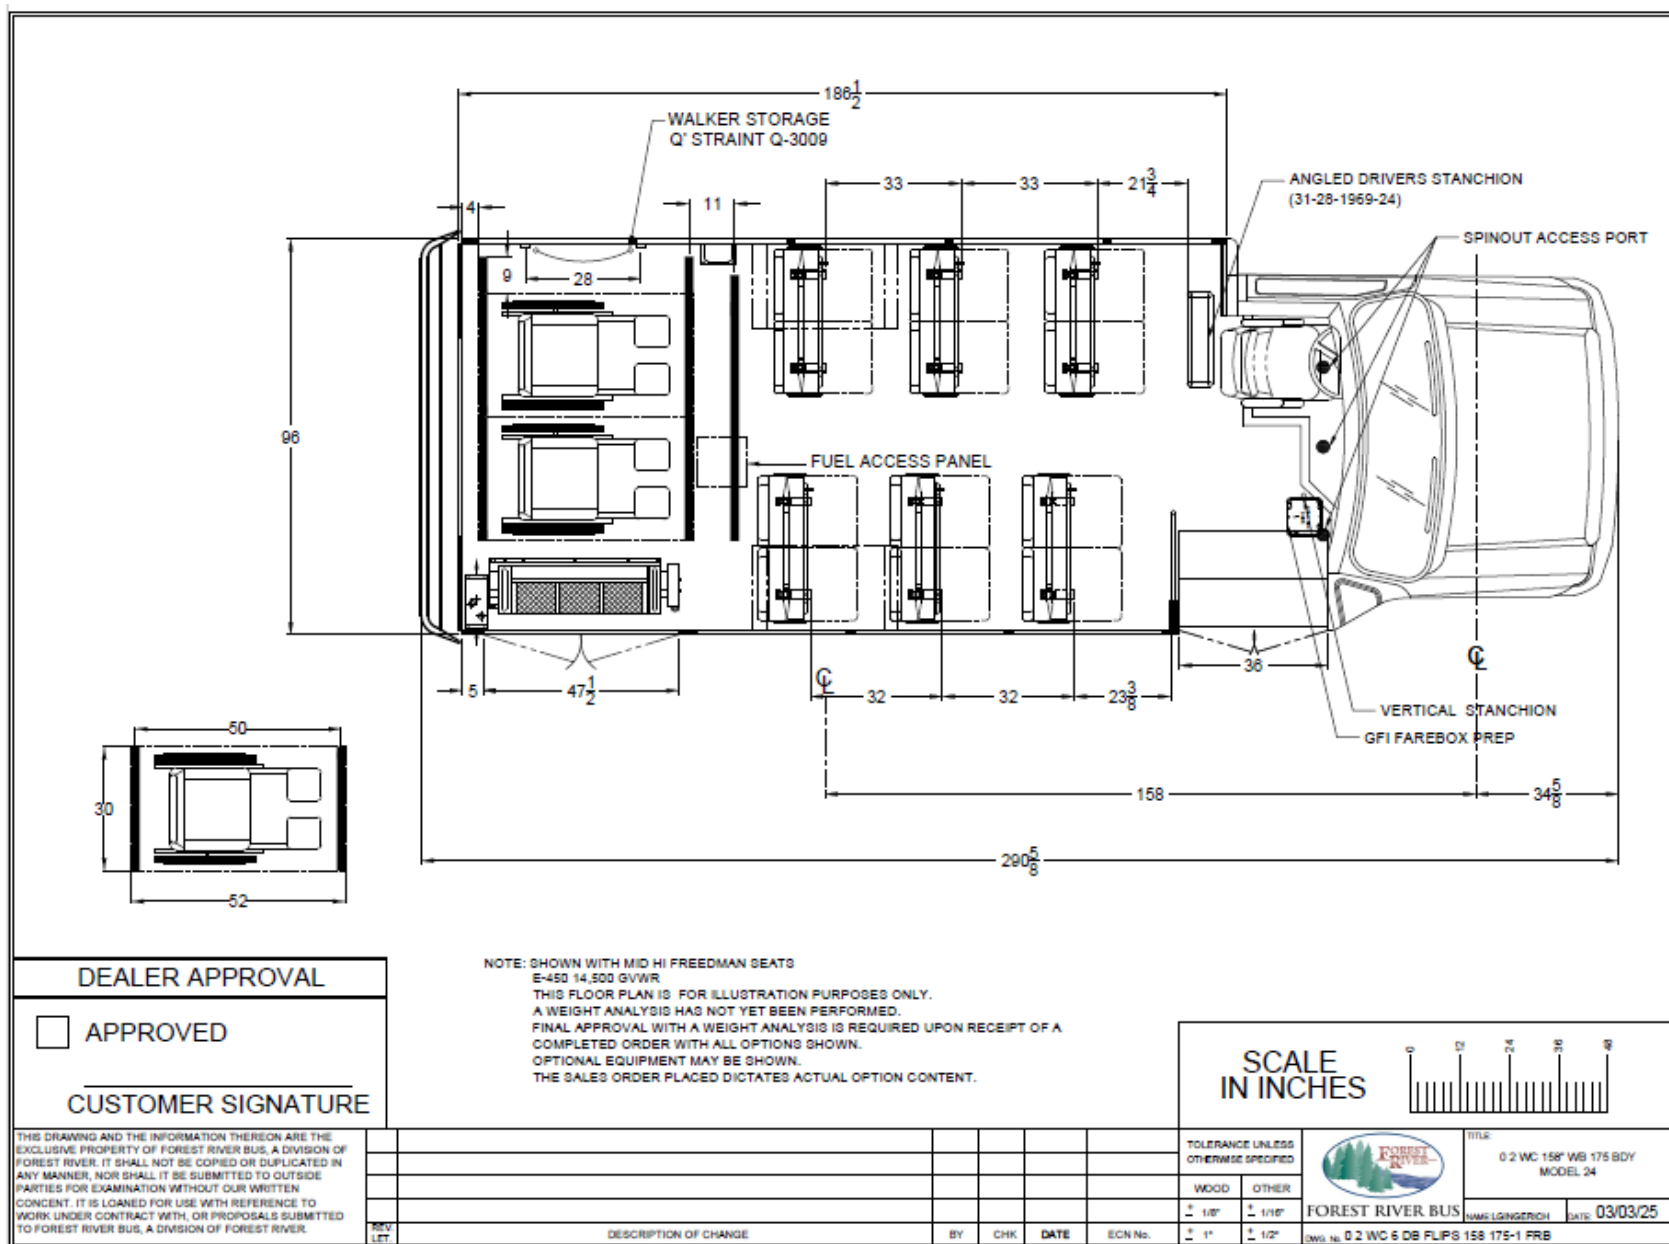 186 1/2
WALKER STORAGE
Q' STRAINT Q-3009
33
33
21 3/4
ANGLED DRIVERS STANCHION
(31-28-1969-24)
4
11
SPINOUT ACCESS PORT
9
28
96
FUEL ACCESS PANEL
5
47 1/2
CL
32
32
23 3/8
36
CL
VERTICAL STANCHION
GFI FAREBOX PREP
50
30
52
158
34 5/8
290 5/8
NOTE: SHOWN WITH MID HI FREEDMAN SEATS
E-450 14,500 GVWR
THIS FLOOR PLAN IS FOR ILLUSTRATION PURPOSES ONLY.
A WEIGHT ANALYSIS HAS NOT YET BEEN PERFORMED.
FINAL APPROVAL WITH A WEIGHT ANALYSIS IS REQUIRED UPON RECEIPT OF A
COMPLETED ORDER WITH ALL OPTIONS SHOWN.
OPTIONAL EQUIPMENT MAY BE SHOWN.
THE SALES ORDER PLACED DICTATES ACTUAL OPTION CONTENT.
DEALER APPROVAL
APPROVED
CUSTOMER SIGNATURE
SCALE
IN INCHES
0 12 24 36 48
THIS DRAWING AND THE INFORMATION THEREON ARE THE
EXCLUSIVE PROPERTY OF FOREST RIVER BUS, A DIVISION OF
FOREST RIVER. IT SHALL NOT BE COPIED OR DUPLICATED IN
ANY MANNER, NOR SHALL IT BE SUBMITTED TO OUTSIDE
PARTIES FOR EXAMINATION WITHOUT OUR WRITTEN
CONCENT. IT IS LOANED FOR USE WITH REFERENCE TO
WORK UNDER CONTRACT WITH, OR PROPOSALS SUBMITTED
TO FOREST RIVER BUS, A DIVISION OF FOREST RIVER.
REV. LET.
DESCRIPTION OF CHANGE
BY
CHK
DATE
ECN No.
TOLERANCE UNLESS
OTHERWISE SPECIFIED
WOOD OTHER
± 1/8" ± 1/16"
± 1" ± 1/2"
FOREST RIVER
FOREST RIVER BUS
TITLE
0 2 WC 158" WB 175 BDY
MODEL 24
NAME: LGINGERICH
DATE: 03/03/25
DWG. No. 0 2 WC 6 DB FLIPS 158 175-1 FRB